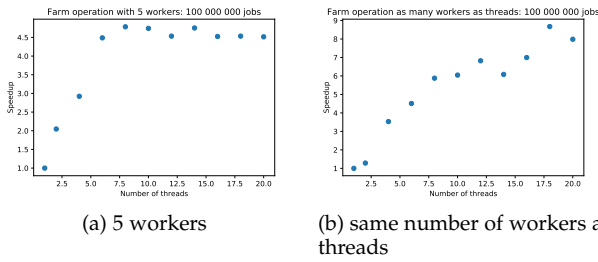 Farm operation with 5 workers: 100 000 000 jobs
4.5
4.0
3.5
3.0
2.5
2.0
1.5
1.0
Speedup
2.5 5.0 7.5 10.0 12.5 15.0 17.5 20.0
Number of threads
(a) 5 workers
Farm operation as many workers as threads: 100 000 000 jobs
9
8
7
6
5
4
3
2
1
Speedup
2.5 5.0 7.5 10.0 12.5 15.0 17.5 20.0
Number of threads
(b) same number of workers a
threads